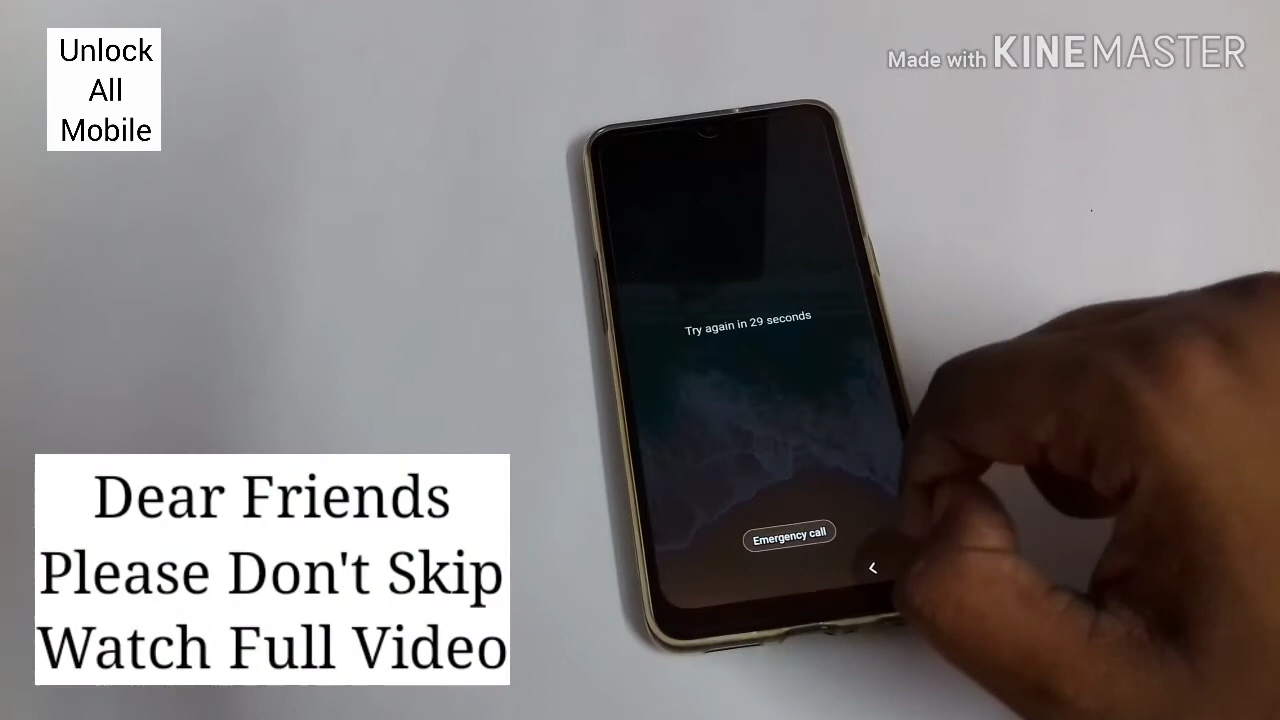 Unlock
All
Mobile
Made with KINEMASTER
Try again in 29 seconds
Emergency call
Dear Friends
Please Don't Skip
Watch Full Video